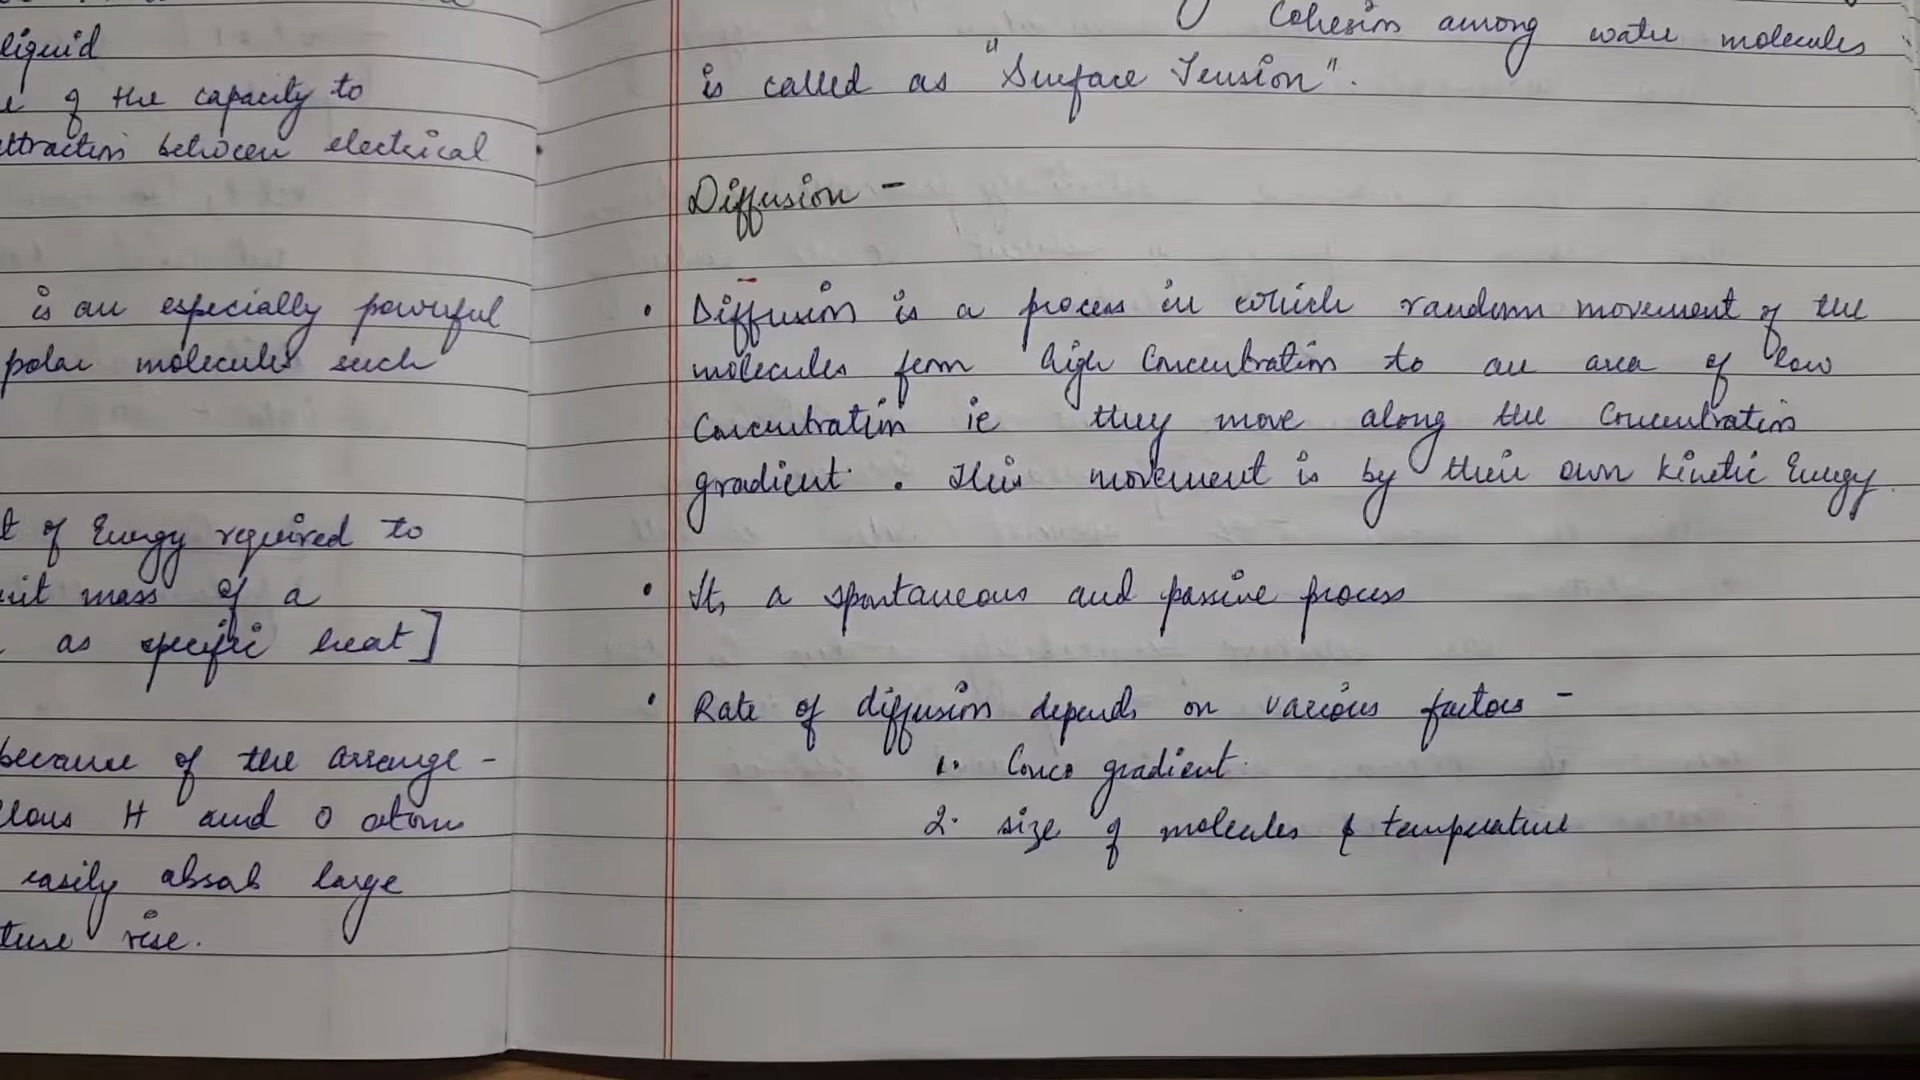 liquid
of the capacity to
attraction between electrical
is an especially powerful
polar molecules such
of Energy required to
unit mass of a
as specific heat]
because of the arrange -
H and O atom
easily absorb large
rise.
Cohesion among water molecules
is called as "Surface Tension".
Diffusion -
• Diffusion is a process in which random movement of the
molecules form high Concentration to an area of low
Concentration ie they move along the Concentration
gradient. This movement is by their own kinetic Energy.
• Its a spontaneous and passive process
• Rate of diffusion depends on various factors -
1. Conc gradient.
2. size of molecules & temperature